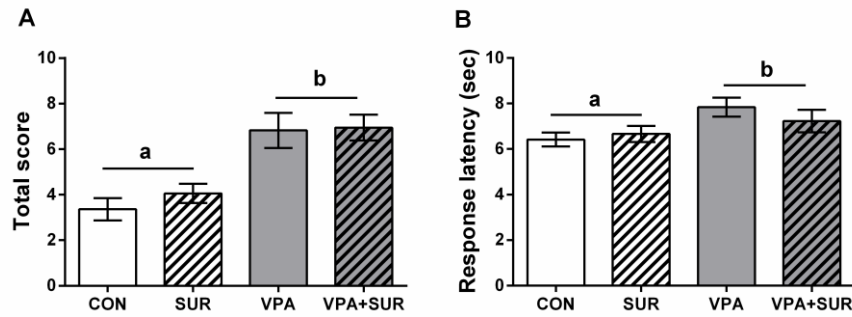 A
Total score
10
8
6
4
2
0
a
b
CON SUR VPA VPA+SUR
B
Response latency (sec)
10
8
6
4
2
0
a
b
CON SUR VPA VPA+SUR